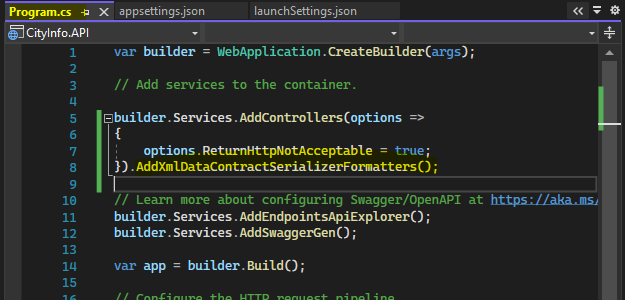 Program.cs appsettings.json launchSettings.json
CityInfo.API
1 var builder = WebApplication.CreateBuilder(args);
2
3 // Add services to the container.
4
5 builder.Services.AddControllers(options =>
6 {
7 options.ReturnHttpNotAcceptable = true;
8 }).AddXmlDataContractSerializerFormatters();
9
10 // Learn more about configuring Swagger/OpenAPI at https://aka.ms/
11 builder.Services.AddEndpointsApiExplorer();
12 builder.Services.AddSwaggerGen();
13
14 var app = builder.Build();
15
16 // Configure the HTTP request pipeline